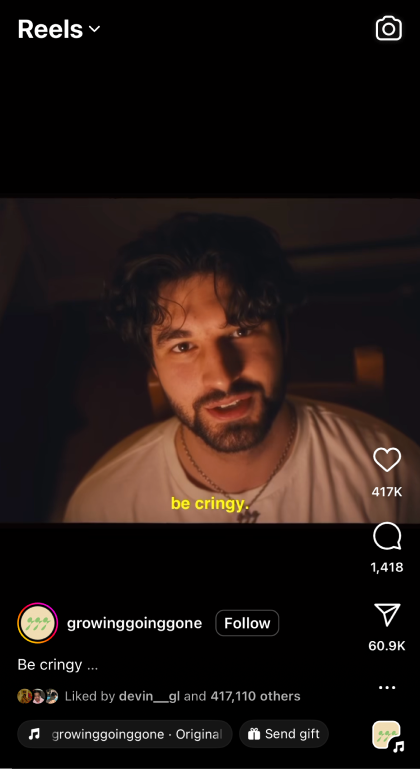 Reels
be cringy.
417K
1,418
growinggoinggone Follow
60.9K
Be cringy ...
Liked by devin__gl and 417,110 others
growinggoinggone · Original
Send gift